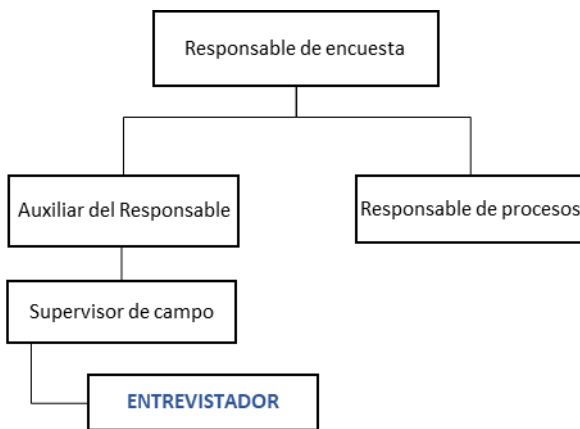 Responsable de encuesta
Auxiliar del Responsable
Responsable de procesos
Supervisor de campo
ENTREVISTADOR